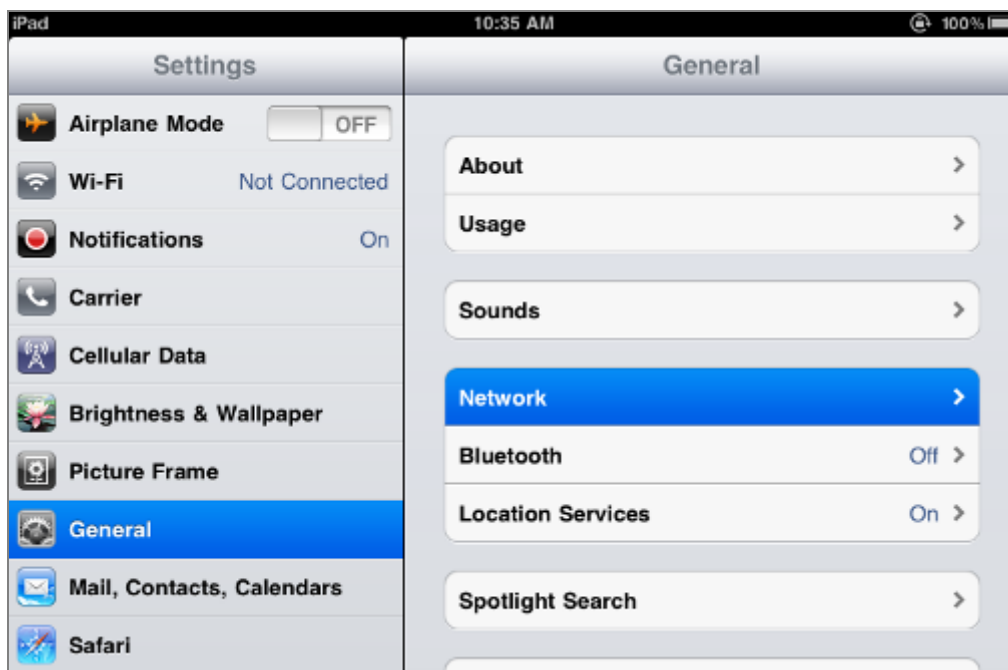 iPad 10:35 AM 100%
Settings
Airplane Mode OFF
Wi-Fi Not Connected
Notifications On
Carrier
Cellular Data
Brightness & Wallpaper
Picture Frame
General
Mail, Contacts, Calendars
Safari
General
About
Usage
Sounds
Network
Bluetooth Off
Location Services On
Spotlight Search